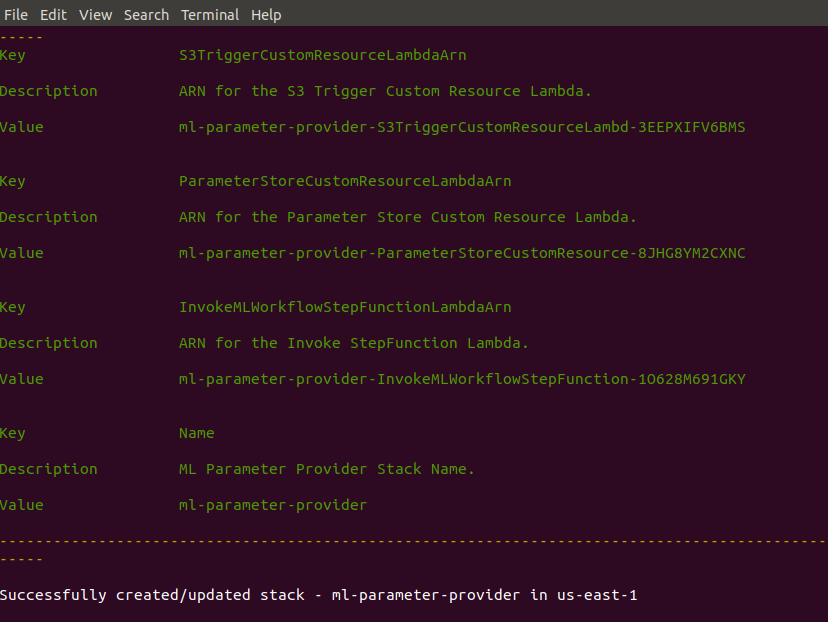 File Edit View Search Terminal Help
-----
Key S3TriggerCustomResourceLambdaArn
Description ARN for the S3 Trigger Custom Resource Lambda.
Value ml-parameter-provider-S3TriggerCustomResourceLambd-3EEPXIFV6BMS
Key ParameterStoreCustomResourceLambdaArn
Description ARN for the Parameter Store Custom Resource Lambda.
Value ml-parameter-provider-ParameterStoreCustomResource-8JHG8YM2CXNC
Key InvokeMLWorkflowStepFunctionLambdaArn
Description ARN for the Invoke StepFunction Lambda.
Value ml-parameter-provider-InvokeMLWorkflowStepFunction-1O628M691GKY
Key Name
Description ML Parameter Provider Stack Name.
Value ml-parameter-provider
--------------------------------------------------------------------------------------------
-----
Successfully created/updated stack - ml-parameter-provider in us-east-1